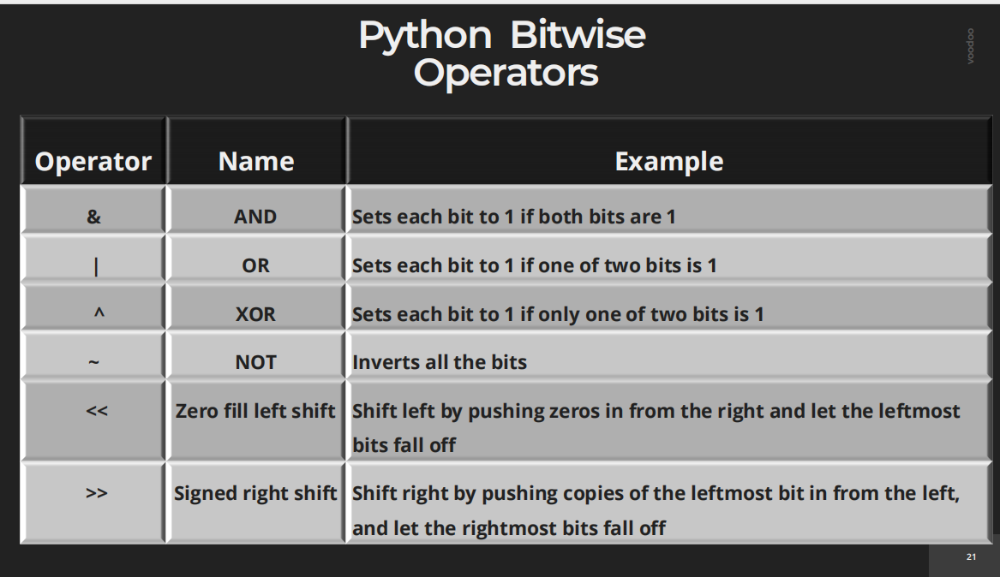 Python Bitwise
Operators
voodoo
Operator Name Example
& AND Sets each bit to 1 if both bits are 1
| OR Sets each bit to 1 if one of two bits is 1
^ XOR Sets each bit to 1 if only one of two bits is 1
~ NOT Inverts all the bits
<< Zero fill left shift Shift left by pushing zeros in from the right and let the leftmost
bits fall off
>> Signed right shift Shift right by pushing copies of the leftmost bit in from the left,
and let the rightmost bits fall off
21